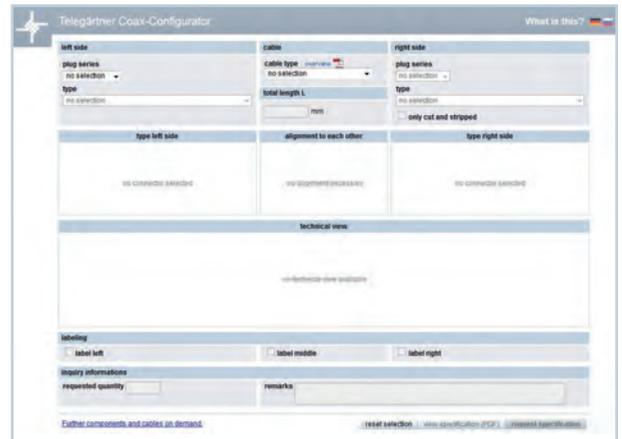 Telegärtner Coax-Configurator What is this?
left side cable right side
plug series cable type overview plug series
no selection no selection no selection
type total length L type
no selection mm no selection
only cut and stripped
type left side alignment to each other type right side
no connector selected no alignment necessary no connector selected
technical view
no technical view available
labeling
label left label middle label right
inquiry informations
requested quantity remarks
Further components and cables on demand.
reset selection view specification (PDF) request specification